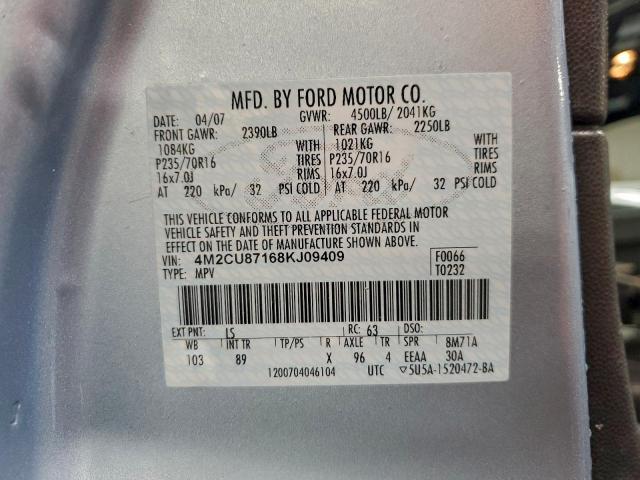 MFD. BY FORD MOTOR CO.
DATE: 04/07 GVWR: 4500LB/ 2041KG
FRONT GAWR: 2390LB REAR GAWR: 2250LB
1084KG WITH 1021KG WITH
P235/70R16 TIRES P235/70R16 TIRES
16x7.0J RIMS 16x7.0J RIMS
AT 220 kPa/ 32 PSI COLD AT 220 kPa/ 32 PSI COLD
THIS VEHICLE CONFORMS TO ALL APPLICABLE FEDERAL MOTOR
VEHICLE SAFETY AND THEFT PREVENTION STANDARDS IN
EFFECT ON THE DATE OF MANUFACTURE SHOWN ABOVE.
VIN: 4M2CU87168KJ09409 F0066
TYPE: MPV T0232
EXT PNT: LS RC: 63 DSO:
WB INT TR TP/PS R AXLE TR SPR 8M71A
103 89 X 96 4 EEAA 30A
1200704046104 UTC ▽5U5A-1520472-BA